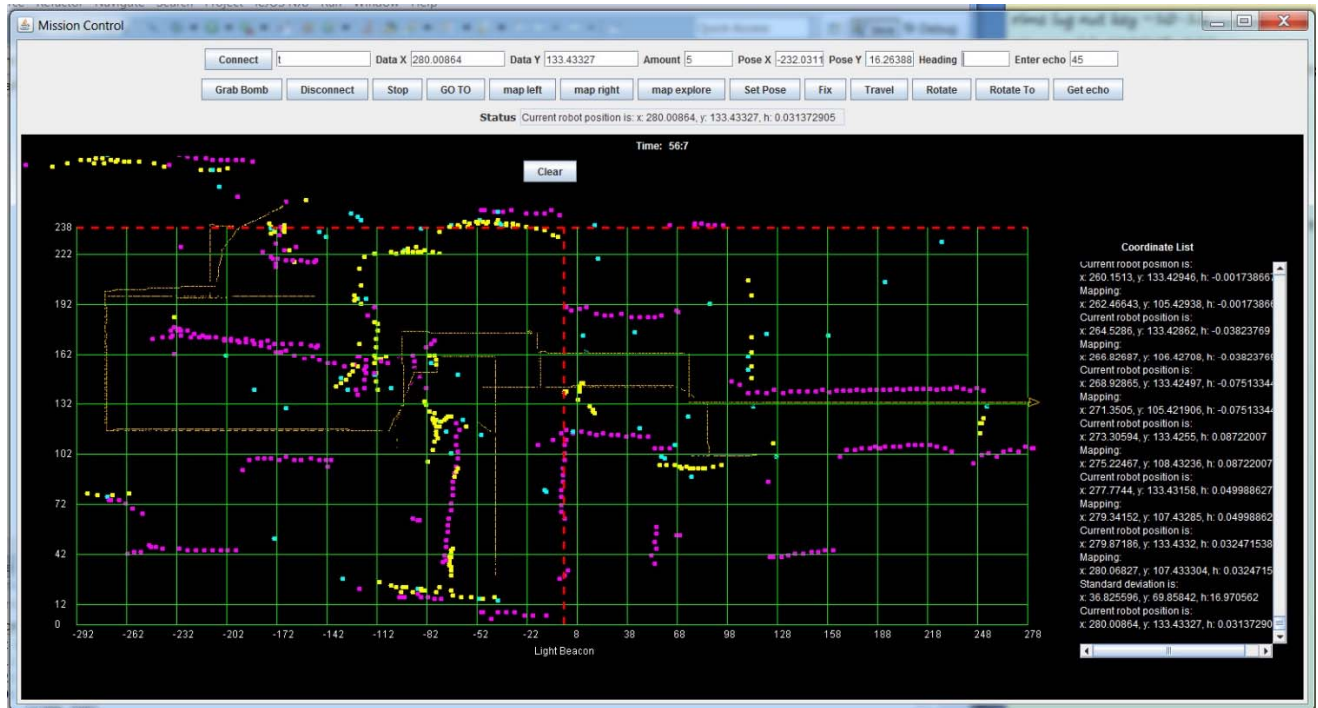 Refactor Navigate Search Project leJOS NXJ Run Window Help
Mission Control
Connect t Data X 280.00864 Data Y 133.43327 Amount 5 Pose X -232.0311 Pose Y 16.26388 Heading Enter echo 45
Grab Bomb Disconnect Stop GO TO map left map right map explore Set Pose Fix Travel Rotate Rotate To Get echo
Status Current robot position is: x: 280.00864, y: 133.43327, h: 0.031372905
Time: 56:7
Clear
238
222
192
162
132
102
72
42
12
0
-292 -262 -232 -202 -172 -142 -112 -82 -52 -22 8 38 68 98 128 158 188 218 248 278
Light Beacon
Coordinate List
Current robot position is:
x: 260.1513, y: 133.42946, h: -0.001738667
Mapping:
x: 262.46643, y: 105.42938, h: -0.00173866
Current robot position is:
x: 264.5286, y: 133.42862, h: -0.03823769
Mapping:
x: 266.82687, y: 106.42708, h: -0.03823769
Current robot position is:
x: 268.92865, y: 133.42497, h: -0.07513344
Mapping:
x: 271.3505, y: 105.421906, h: -0.07513344
Current robot position is:
x: 273.30594, y: 133.4255, h: 0.08722007
Mapping:
x: 275.22467, y: 108.43236, h: 0.08722007
Current robot position is:
x: 277.7744, y: 133.43158, h: 0.049988627
Mapping:
x: 279.34152, y: 107.43285, h: 0.04998862
Current robot position is:
x: 279.87186, y: 133.4332, h: 0.032471538
Mapping:
x: 280.06827, y: 107.433304, h: 0.0324715
Standard deviation is:
x: 36.825596, y: 69.85842, h:16.970562
Current robot position is:
x: 280.00864, y: 133.43327, h: 0.03137290